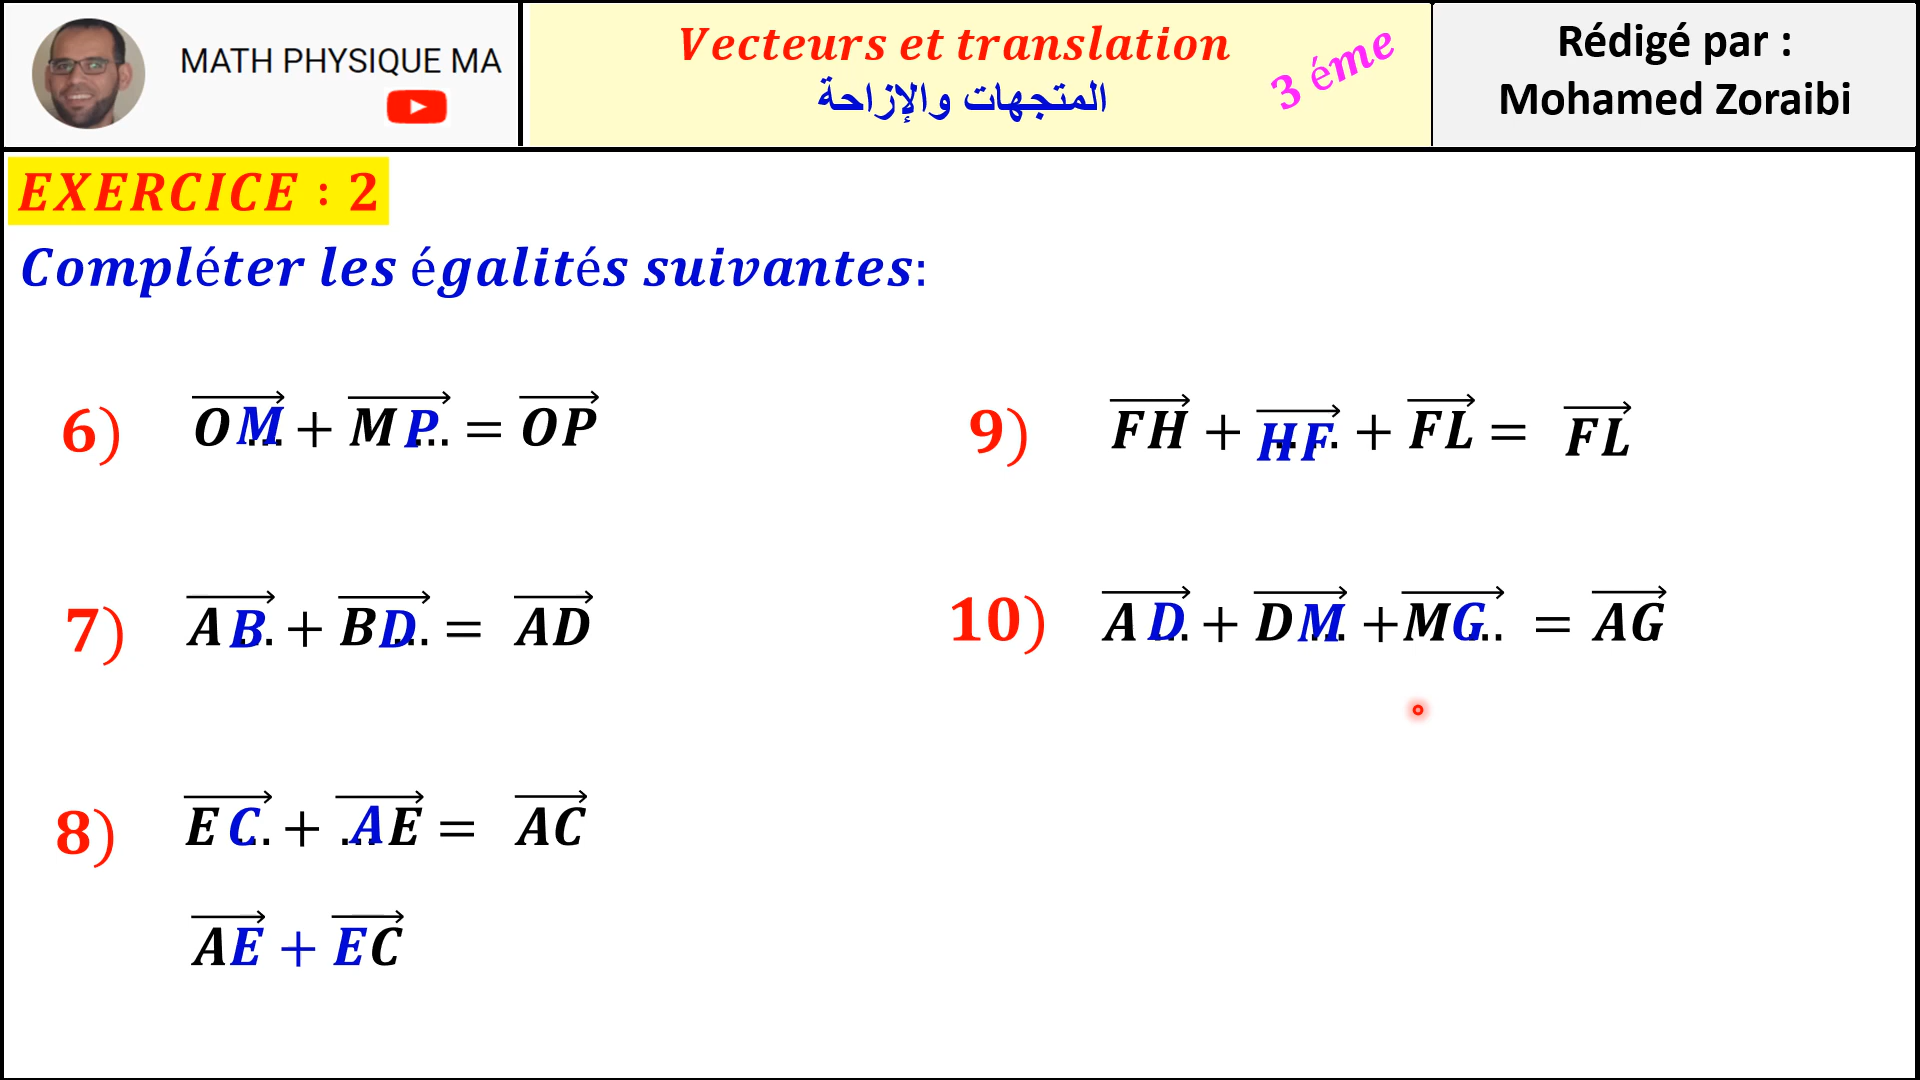 MATH PHYSIQUE MA
Vecteurs et translation
المتجهات والإزاحة
3 éme
Rédigé par :
Mohamed Zoraibi
EXERCICE : 2
Compléter les égalités suivantes:
6) OM... + MP... = OP
7) AB... + BD... = AD
8) EC... + ...AE = AC
AE + EC
9) FH + HF... + FL = FL
10) AD... + DM... + MG... = AG